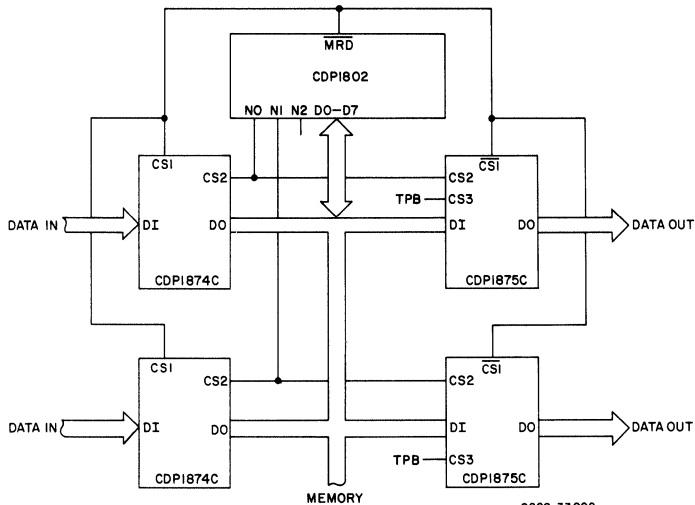 MRD
CDP1802
N0 N1 N2 D0-D7
CS1
CS2
DI
DO
CDP1874C
DATA IN
CS1
CS2
TPB
CS3
DI
DO
CDP1875C
DATA OUT
CS1
CS2
DI
DO
CDP1874C
DATA IN
CS1
CS2
DI
DO
TPB
CS3
CDP1875C
DATA OUT
MEMORY